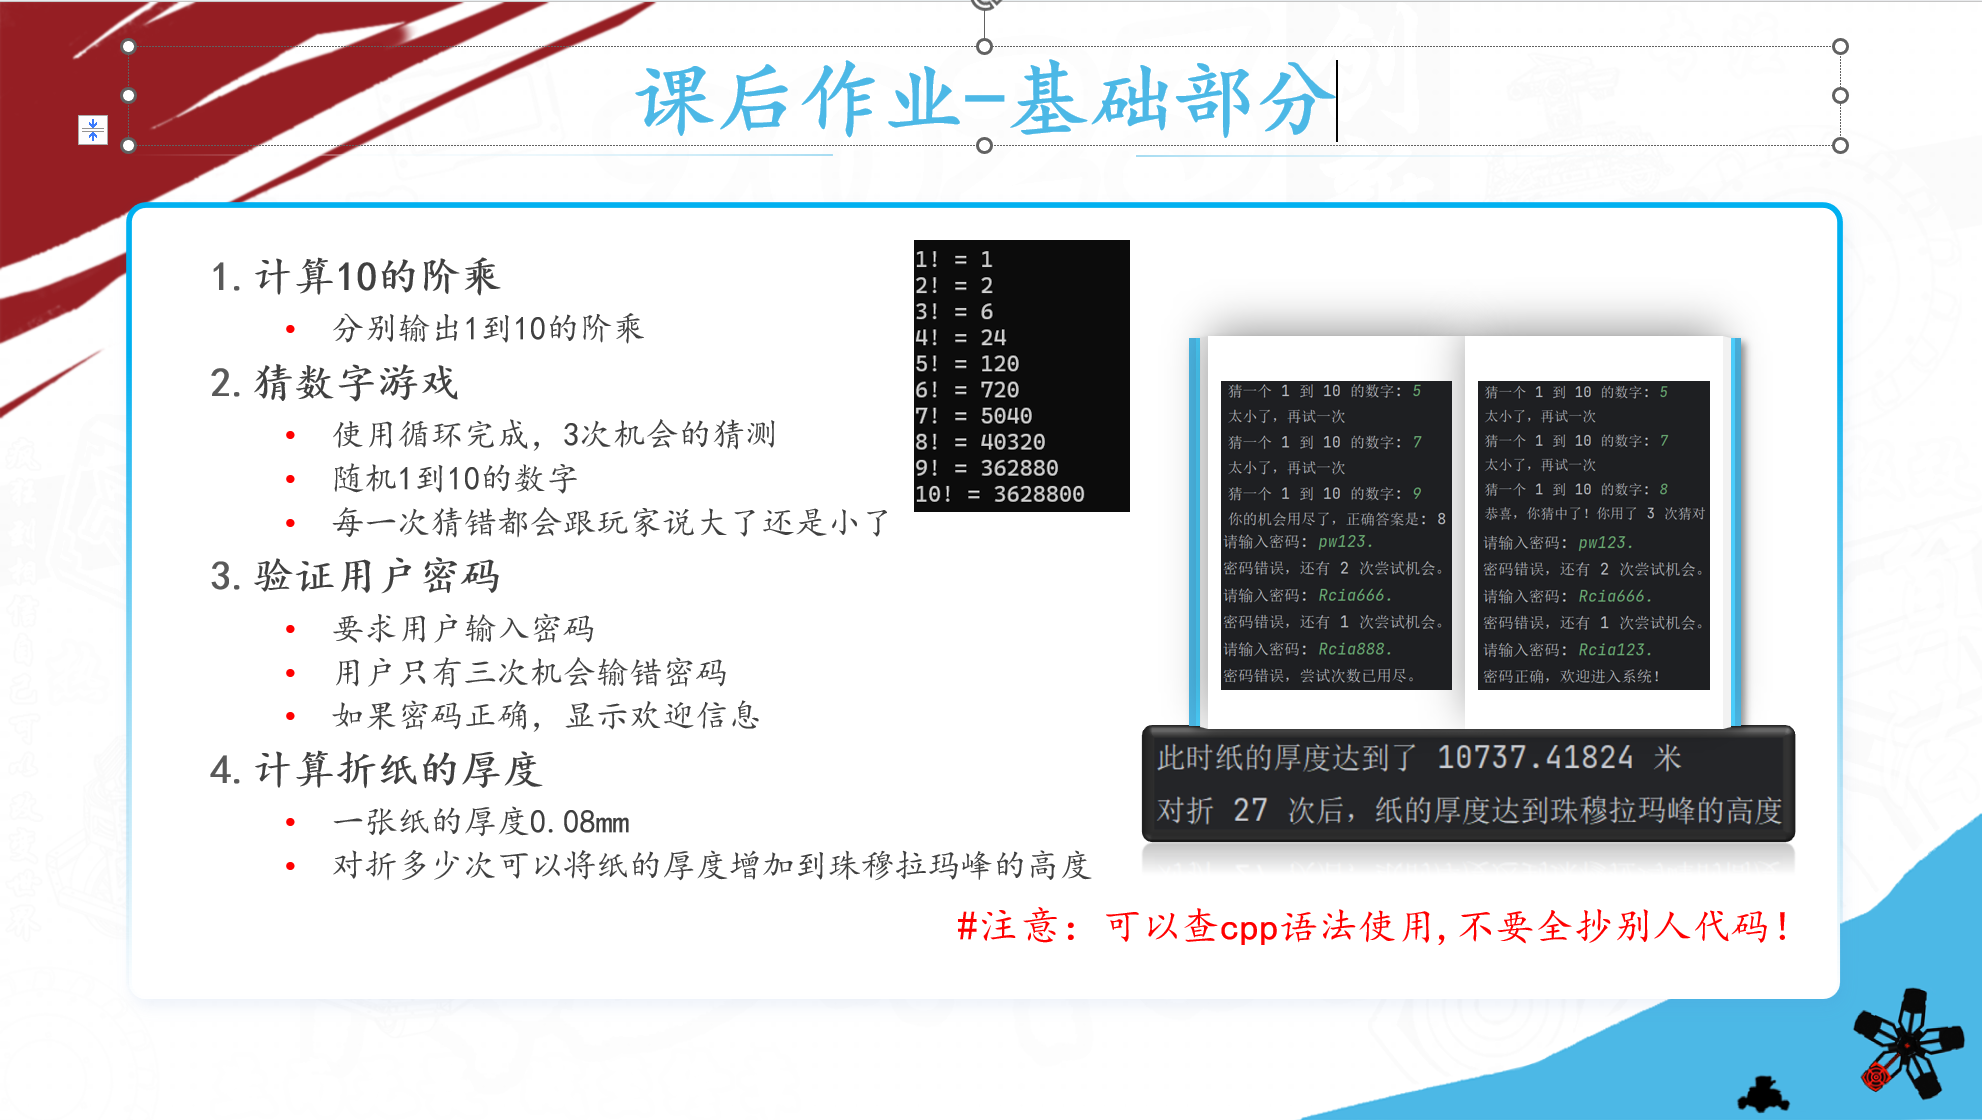 课后作业-基础部分
1.计算10的阶乘
• 分别输出1到10的阶乘
2.猜数字游戏
• 使用循环完成，3次机会的猜测
• 随机1到10的数字
• 每一次猜错都会跟玩家说大了还是小了
3.验证用户密码
• 要求用户输入密码
• 用户只有三次机会输错密码
• 如果密码正确，显示欢迎信息
4.计算折纸的厚度
• 一张纸的厚度0.08mm
• 对折多少次可以将纸的厚度增加到珠穆拉玛峰的高度
1! = 1
2! = 2
3! = 6
4! = 24
5! = 120
6! = 720
7! = 5040
8! = 40320
9! = 362880
10! = 3628800
猜一个 1 到 10 的数字: 5
太小了，再试一次
猜一个 1 到 10 的数字: 7
太小了，再试一次
猜一个 1 到 10 的数字: 9
你的机会用尽了，正确答案是: 8
请输入密码: pw123.
密码错误，还有 2 次尝试机会。
请输入密码: Rcia666.
密码错误，还有 1 次尝试机会。
请输入密码: Rcia888.
密码错误，尝试次数已用尽。
猜一个 1 到 10 的数字: 5
太小了，再试一次
猜一个 1 到 10 的数字: 7
太小了，再试一次
猜一个 1 到 10 的数字: 8
恭喜，你猜中了! 你用了 3 次猜对
请输入密码: pw123.
密码错误，还有 2 次尝试机会。
请输入密码: Rcia666.
密码错误，还有 1 次尝试机会。
请输入密码: Rcia123.
密码正确，欢迎进入系统!
此时纸的厚度达到了 10737.41824 米
对折 27 次后，纸的厚度达到珠穆拉玛峰的高度
#注意：可以查cpp语法使用,不要全抄别人代码！